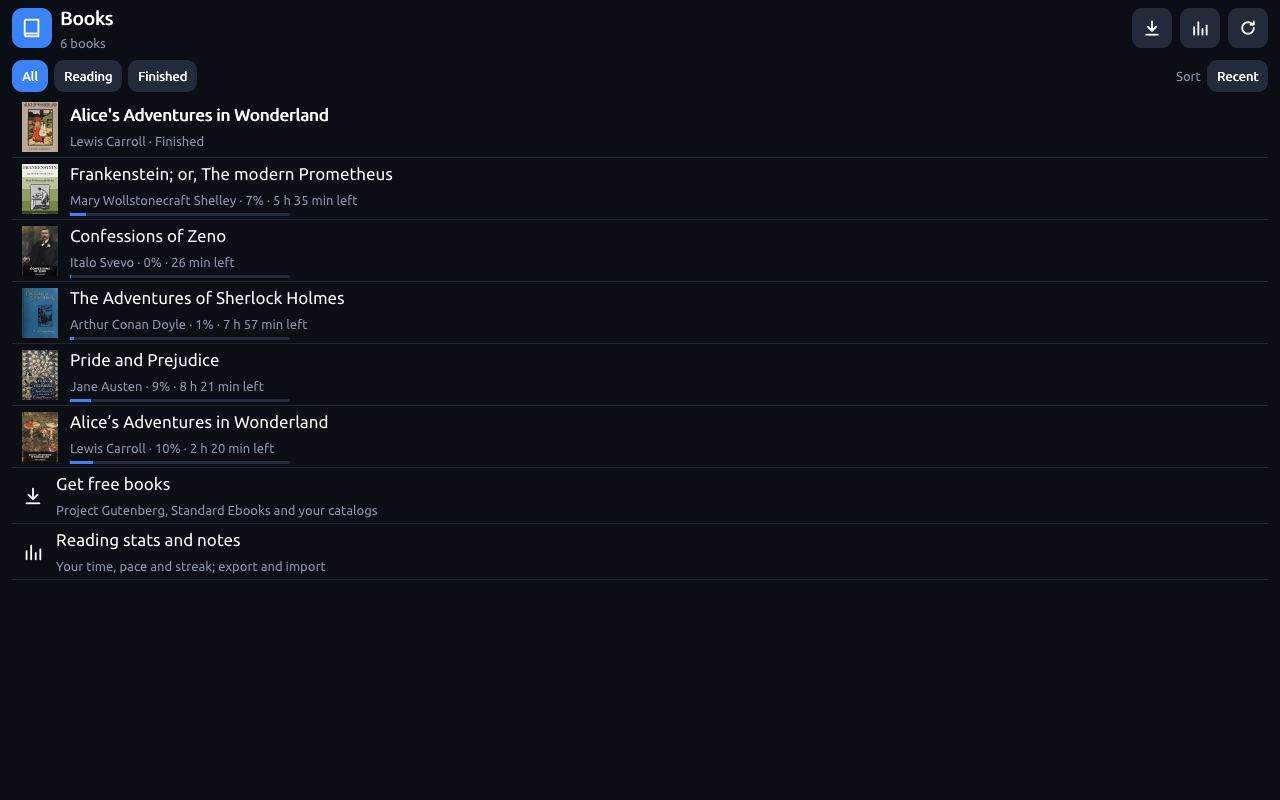 Books
6 books
All
Reading
Finished
Sort
Recent
Alice's Adventures in Wonderland
Lewis Carroll · Finished
Frankenstein; or, The modern Prometheus
Mary Wollstonecraft Shelley · 7% · 5 h 35 min left
Confessions of Zeno
Italo Svevo · 0% · 26 min left
The Adventures of Sherlock Holmes
Arthur Conan Doyle · 1% · 7 h 57 min left
Pride and Prejudice
Jane Austen · 9% · 8 h 21 min left
Alice’s Adventures in Wonderland
Lewis Carroll · 10% · 2 h 20 min left
Get free books
Project Gutenberg, Standard Ebooks and your catalogs
Reading stats and notes
Your time, pace and streak; export and import